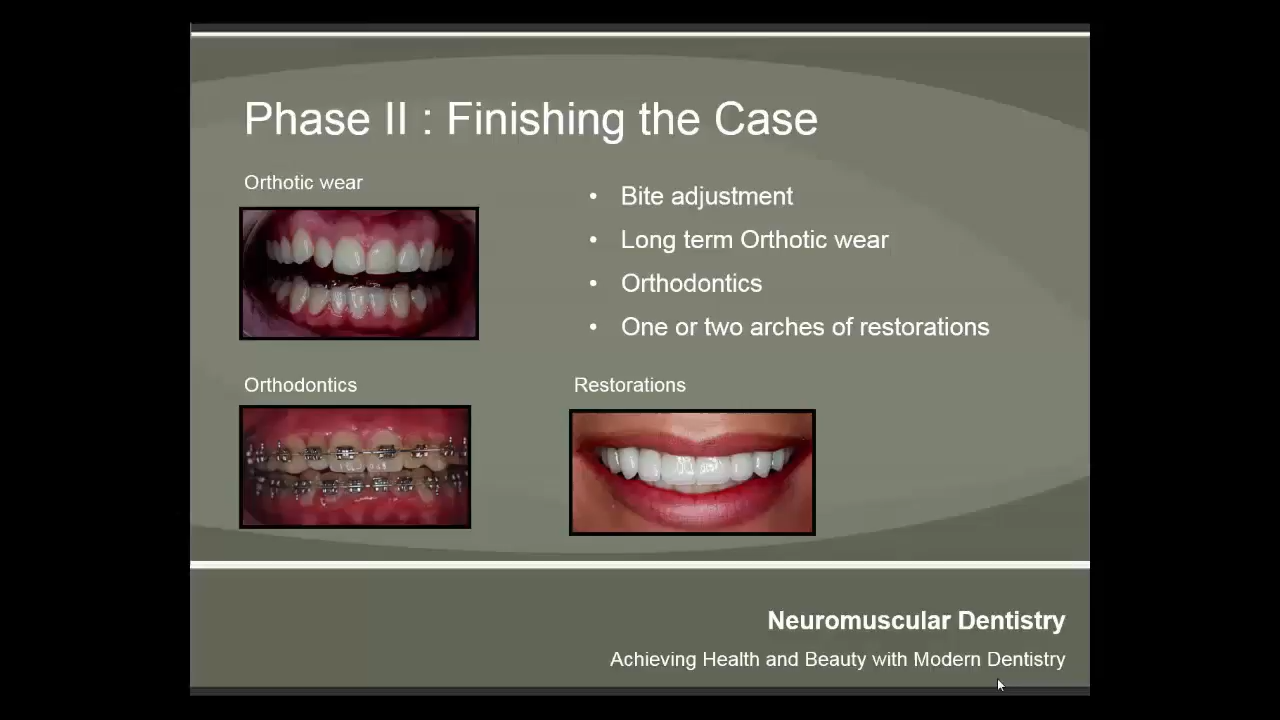 Phase II : Finishing the Case
Orthotic wear
• Bite adjustment
• Long term Orthotic wear
• Orthodontics
• One or two arches of restorations
Orthodontics
Restorations
Neuromuscular Dentistry
Achieving Health and Beauty with Modern Dentistry